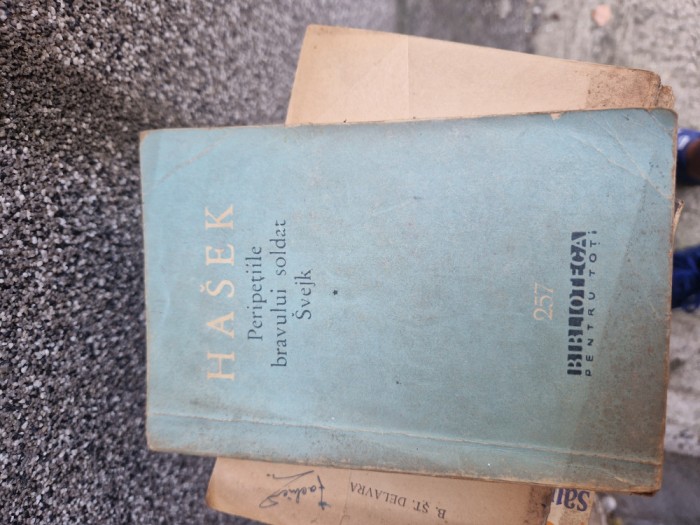 HAŠEK
Peripețiile
bravului soldat
Švejk
257
BIBLIOTECA
PENTRU TOȚI
B. ȘT. DELAVRA